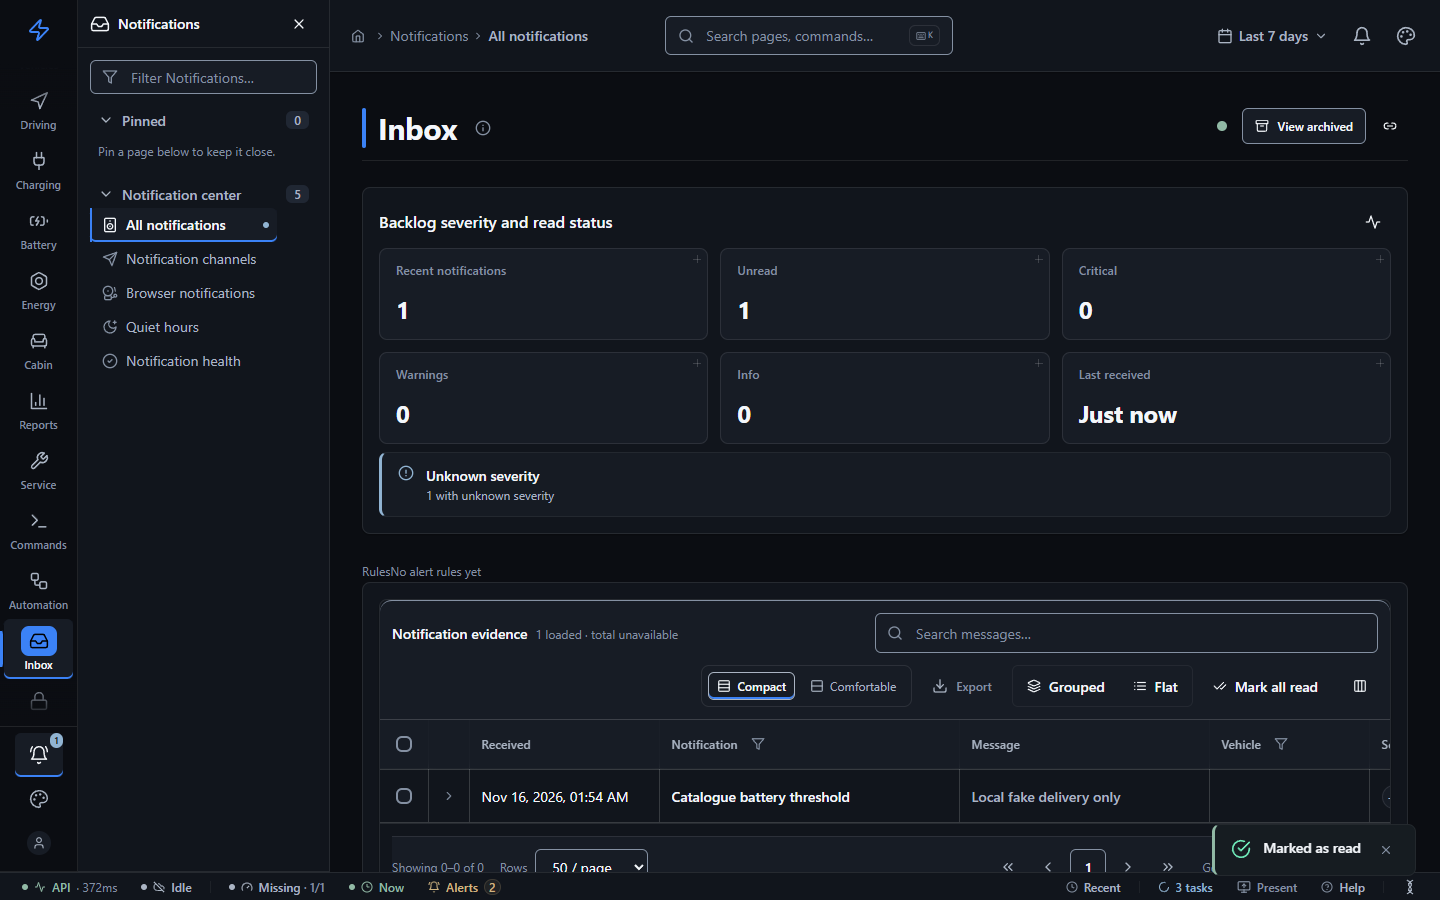 Notifications
Notifications
All notifications
Search pages, commands...
K
Last 7 days
Filter Notifications...
Driving
Pinned
0
Pin a page below to keep it close.
Charging
Notification center
5
All notifications
Notification channels
Browser notifications
Quiet hours
Notification health
Battery
Energy
Cabin
Reports
Service
Commands
Automation
Inbox
1
Inbox
View archived
Backlog severity and read status
Recent notifications
1
Unread
1
Critical
0
Warnings
0
Info
0
Last received
Just now
Unknown severity
1 with unknown severity
RulesNo alert rules yet
Notification evidence 1 loaded · total unavailable
Search messages...
Compact
Comfortable
Export
Grouped
Flat
Mark all read
Received
Notification
Message
Vehicle
Nov 16, 2026, 01:54 AM
Catalogue battery threshold
Local fake delivery only
Showing 0–0 of 0
Rows
50 / page
1
Marked as read
API · 372ms
Idle
Missing · 1/1
Now
Alerts 2
Recent
3 tasks
Present
Help